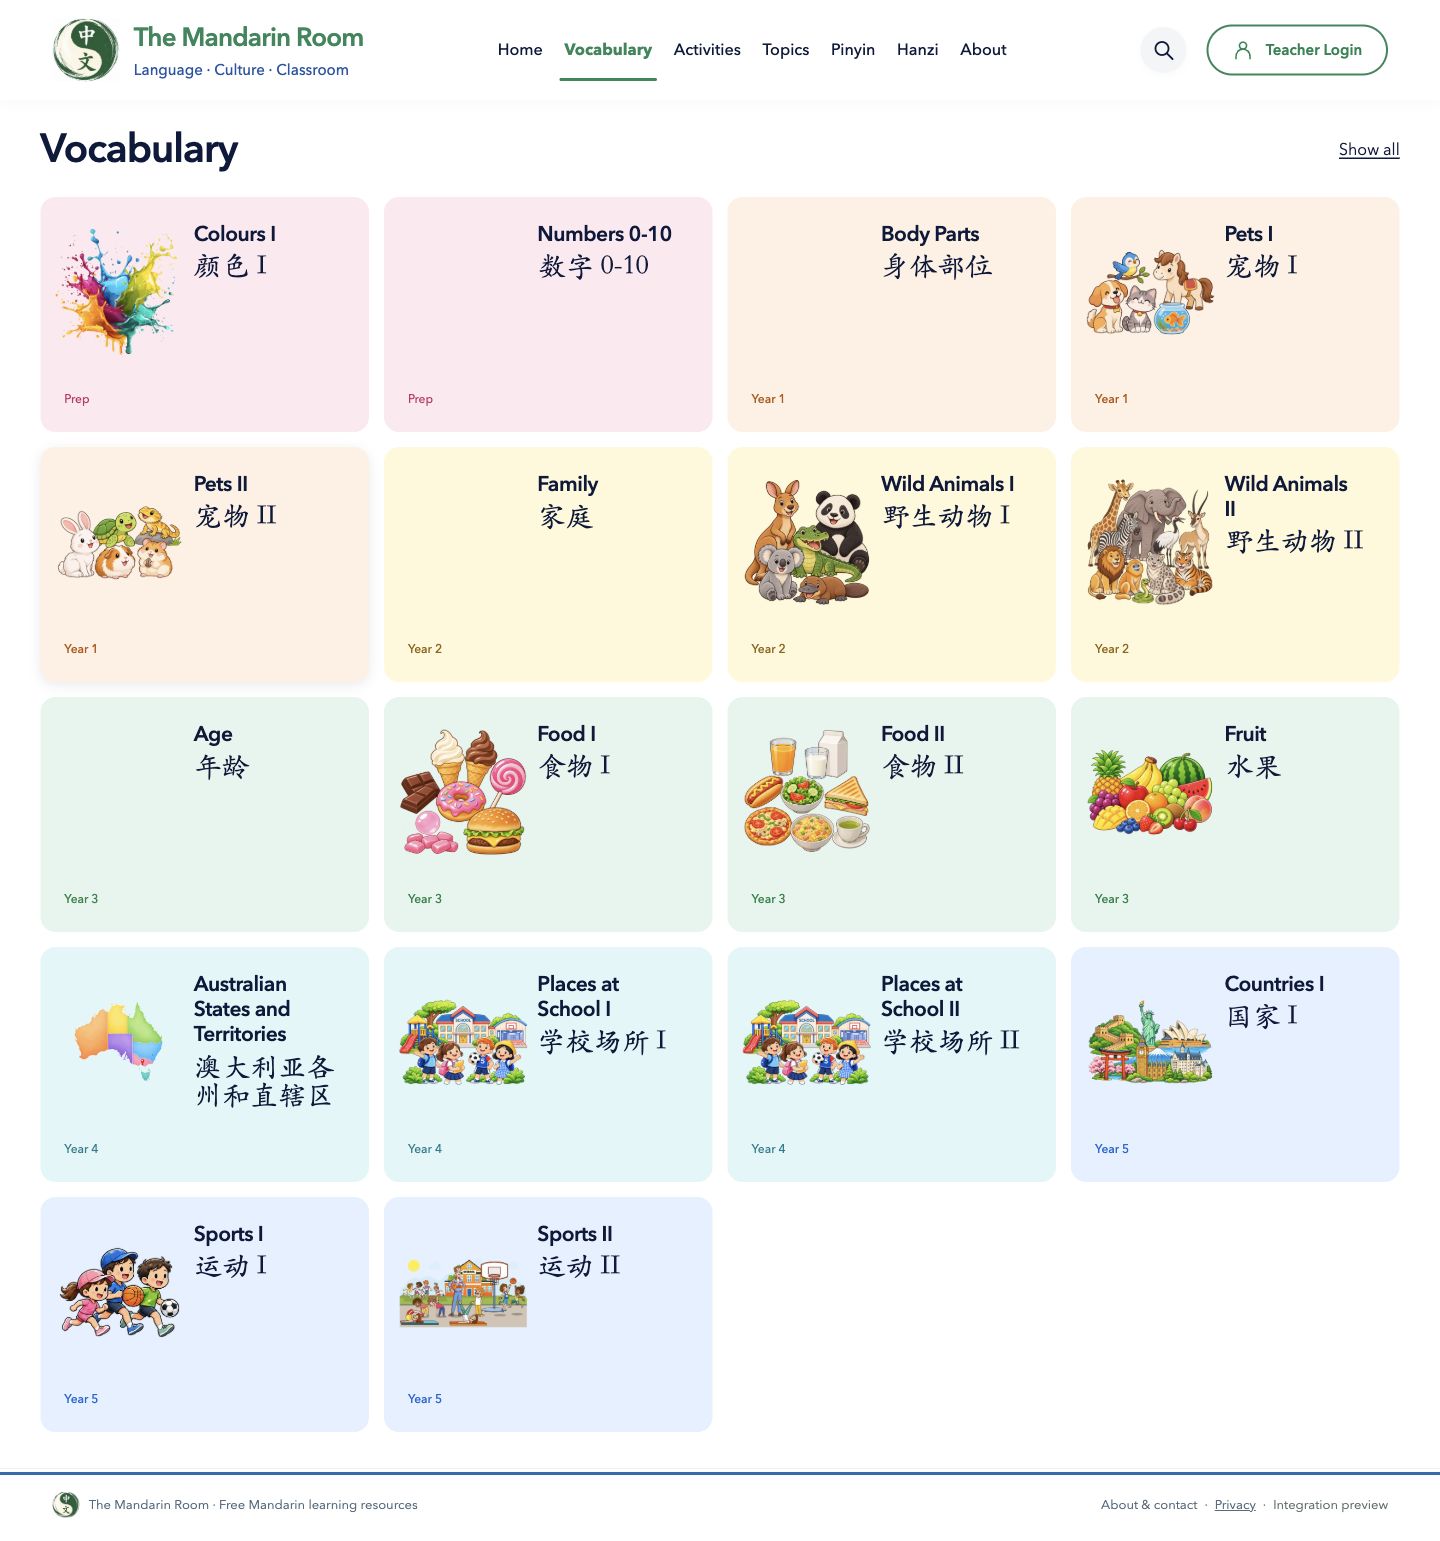 中
文
The Mandarin Room
Language · Culture · Classroom
Home
Vocabulary
Activities
Topics
Pinyin
Hanzi
About
Teacher Login
Vocabulary
Show all
Colours I
颜色 I
Prep
Numbers 0-10
数字 0-10
Prep
Body Parts
身体部位
Year 1
Pets I
宠物 I
Year 1
Pets II
宠物 II
Year 1
Family
家庭
Year 2
Wild Animals I
野生动物 I
Year 2
Wild Animals
II
野生动物 II
Year 2
Age
年龄
Year 3
Food I
食物 I
Year 3
Food II
食物 II
Year 3
Fruit
水果
Year 3
Australian
States and
Territories
澳大利亚各
州和直辖区
Year 4
SCHOOL
Places at
School I
学校场所 I
Year 4
SCHOOL
Places at
School II
学校场所 II
Year 4
Countries I
国家 I
Year 5
Sports I
运动 I
Year 5
Sports II
运动 II
Year 5
中
文
The Mandarin Room · Free Mandarin learning resources
About & contact · Privacy · Integration preview